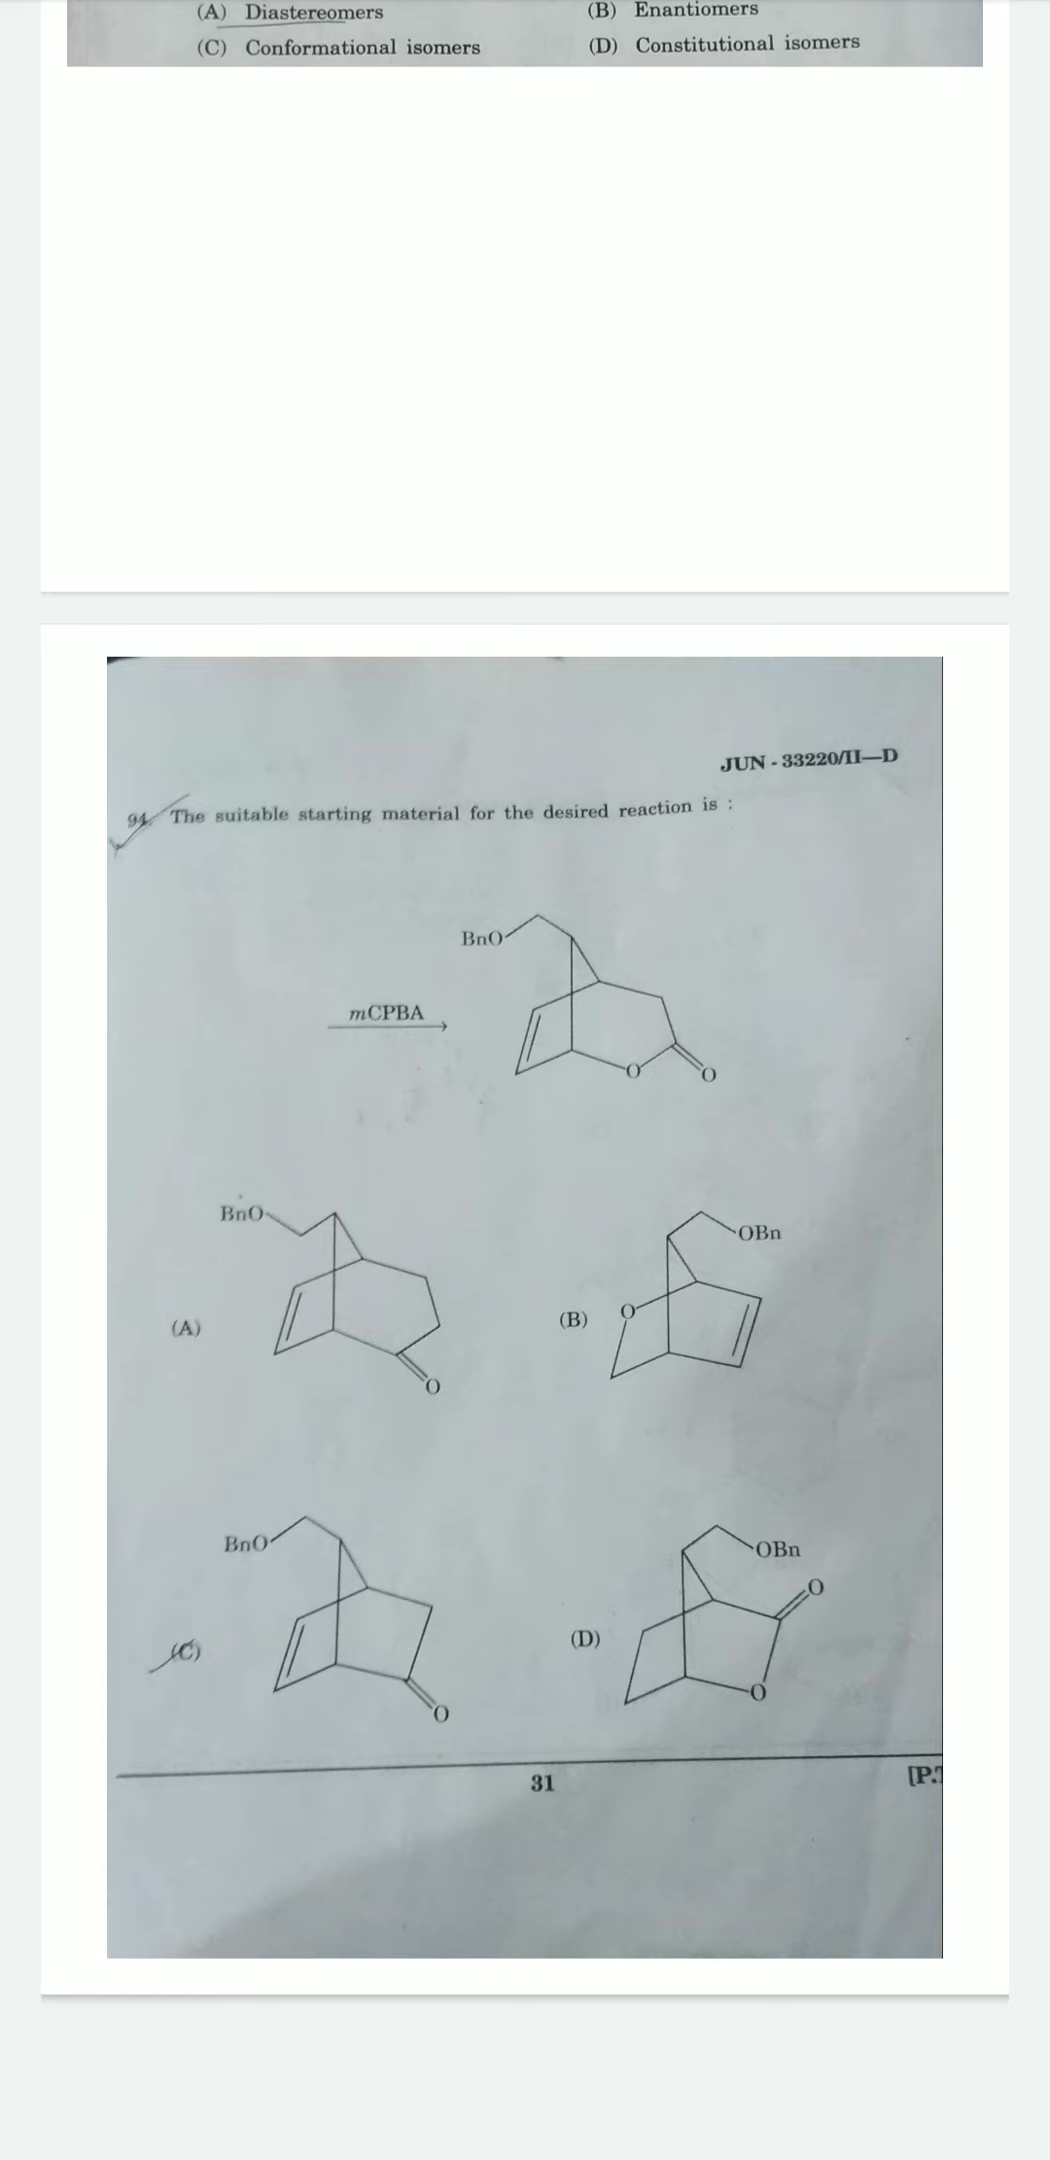 (A) Diastereomers (B) Enantiomers
(C) Conformational isomers (D) Constitutional isomers
JUN - 33220/II—D
94. The suitable starting material for the desired reaction is :
BnO
mCPBA
O
O
BnO
OBn
(A)
O
(B)
O
BnO
OBn
O
(C)
(D)
O
O
31
[P.T